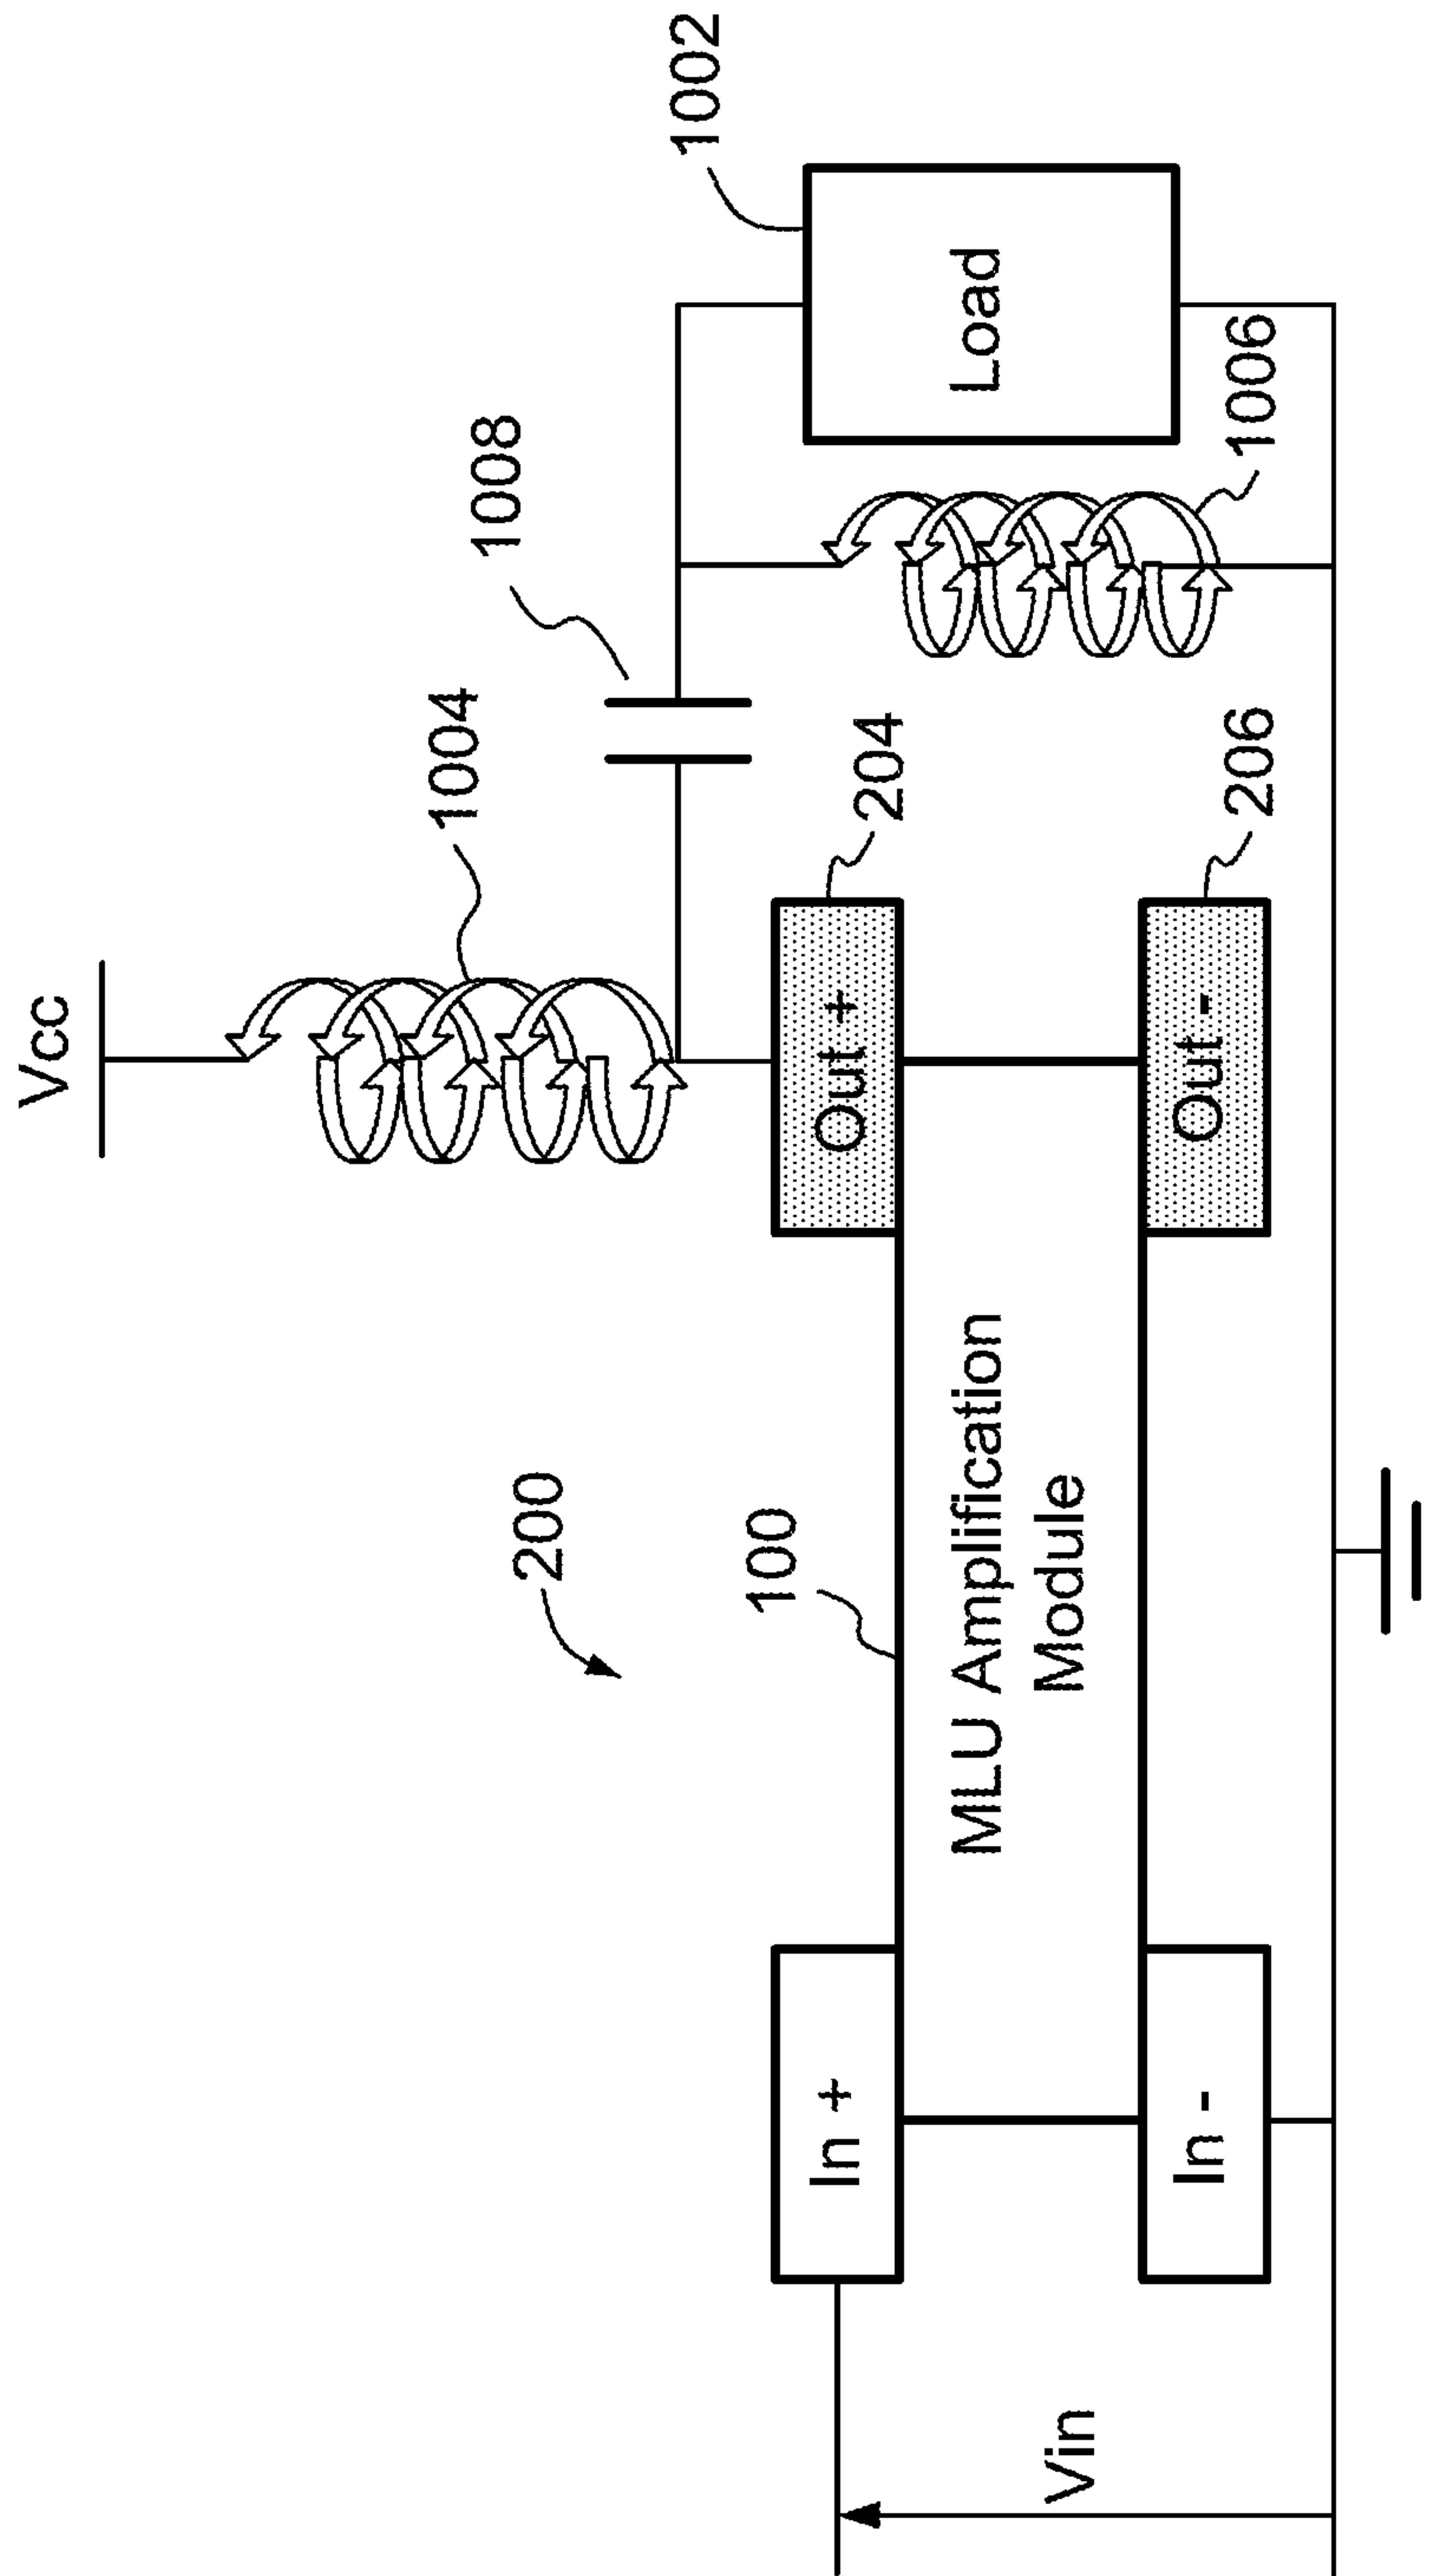 Vcc
1004
1008
1002
200
100
204
Load
In +
Out +
MLU Amplification
Module
Vin
In -
Out -
206
1006